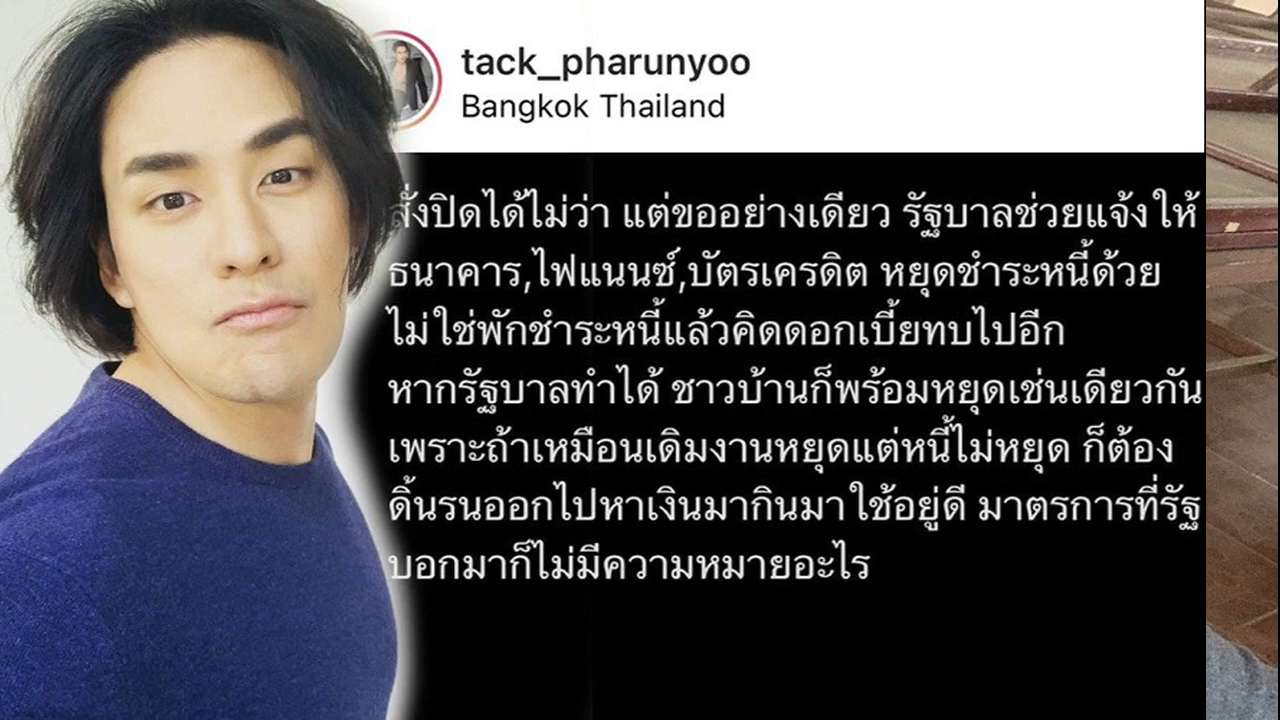 tack_pharunyoo
Bangkok Thailand
สั่งปิดได้ไม่ว่า แต่ขออย่างเดียว รัฐบาลช่วยแจ้งให้
ธนาคาร,ไฟแนนซ์,บัตรเครดิต หยุดชำระหนี้ด้วย
ไม่ใช่พักชำระหนี้แล้วคิดดอกเบี้ยทบไปอีก
หากรัฐบาลทำได้ ชาวบ้านก็พร้อมหยุดเช่นเดียวกัน
เพราะถ้าเหมือนเดิมงานหยุดแต่หนี้ไม่หยุด ก็ต้อง
ดิ้นรนออกไปหาเงินมากินมาใช้อยู่ดี มาตรการที่รัฐ
บอกมาก็ไม่มีความหมายอะไร